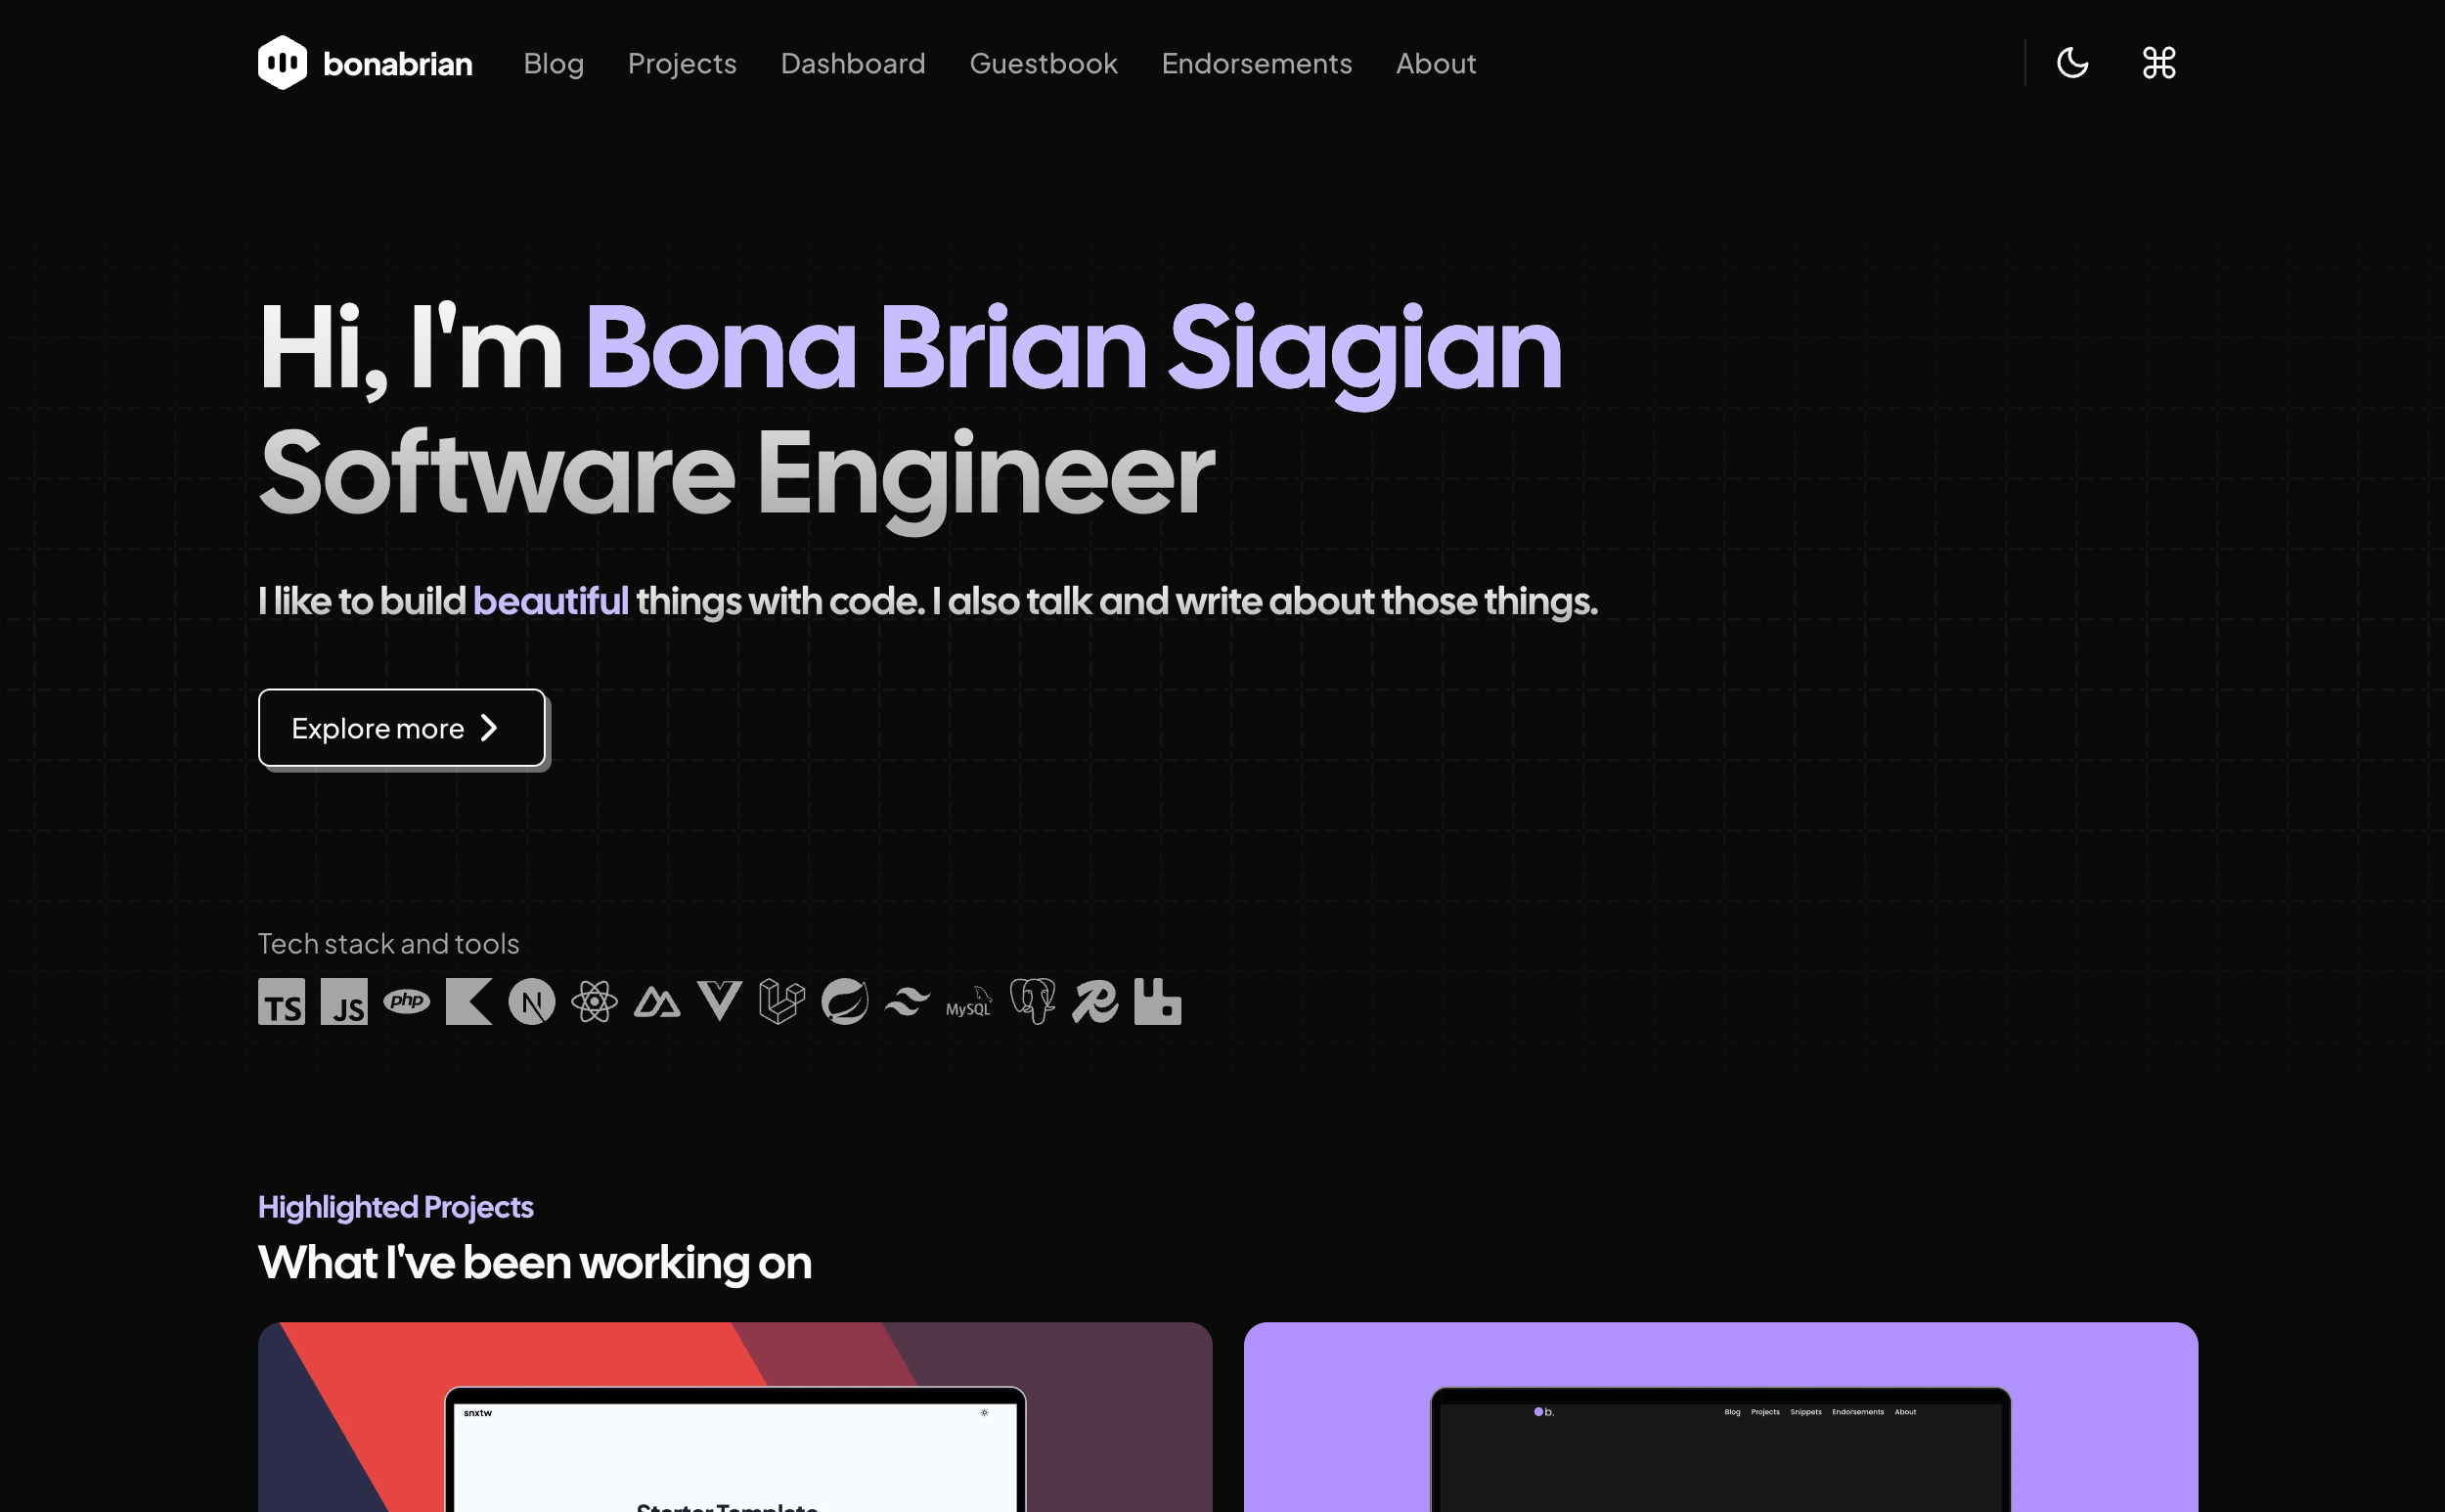 bonabrian Blog Projects Dashboard Guestbook Endorsements About
Hi, I'm Bona Brian Siagian
Software Engineer
I like to build beautiful things with code. I also talk and write about those things.
Explore more
Tech stack and tools
TS JS php N MySQL
Highlighted Projects
What I've been working on
snxtw
b. Blog Projects Snippets Endorsements About
Starter Template